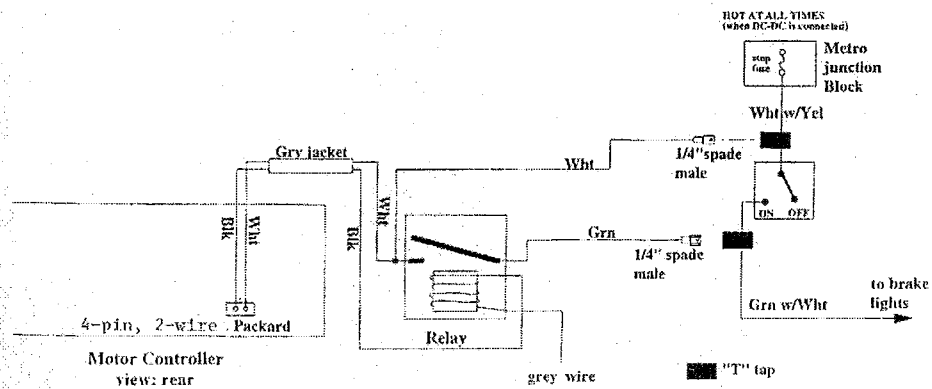 HOT AT ALL TIMES
(when DC-DC is connected)
stop
fuse
Metro
junction
Block
Wht w/Yel
Gry jacket
Wht
1/4" spade
male
ON OFF
Blk
Wht
Blk
Wht
Grn
1/4" spade
male
4-pin, 2-wire Packard
Relay
Grn w/Wht
to brake
lights
Motor Controller
view: rear
grey wire
"T" tap